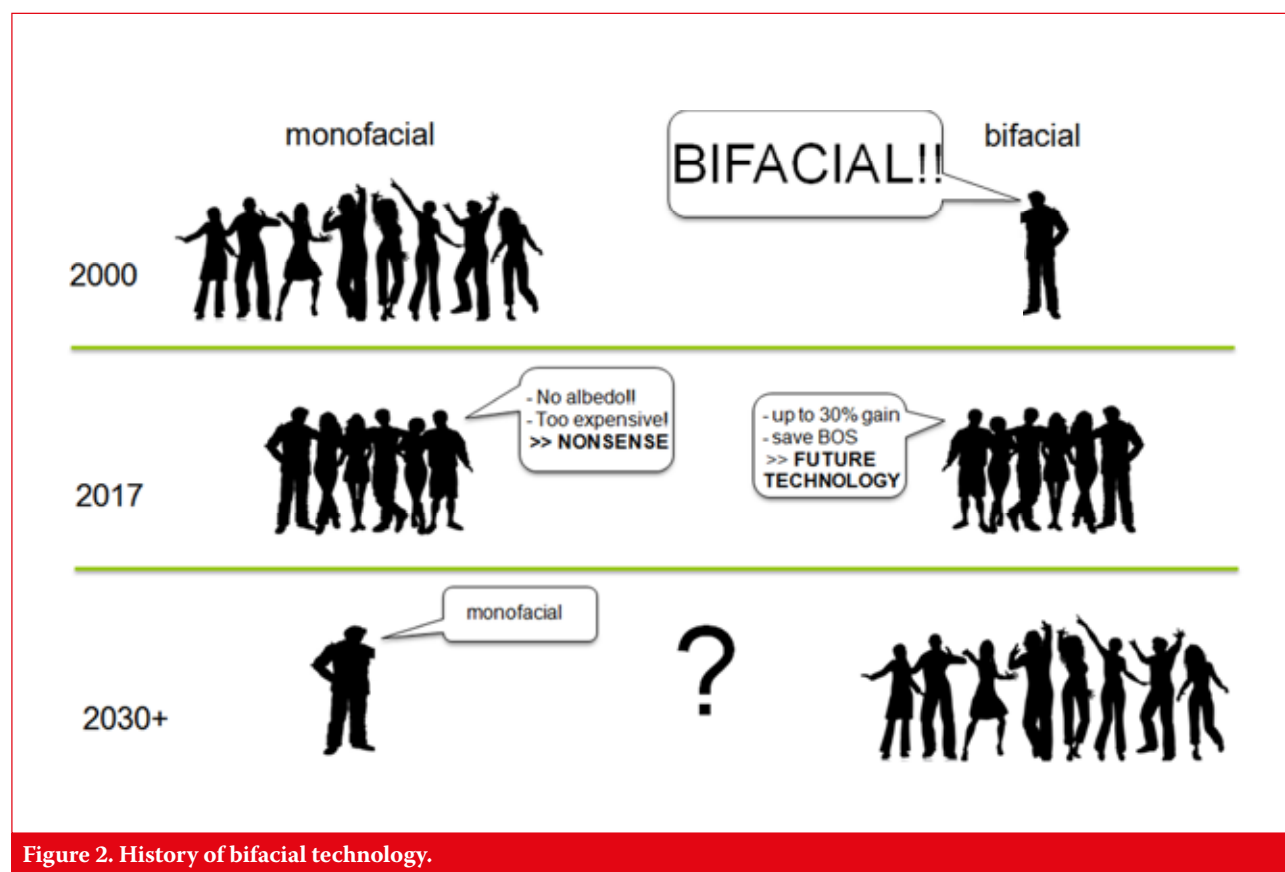 monofacial
BIFACIAL!!
bifacial
2000
- No albedo!!
- Too expensive!
>> NONSENSE
- up to 30% gain
- save BOS
>> FUTURE
TECHNOLOGY
2017
monofacial
?
2030+
Figure 2. History of bifacial technology.